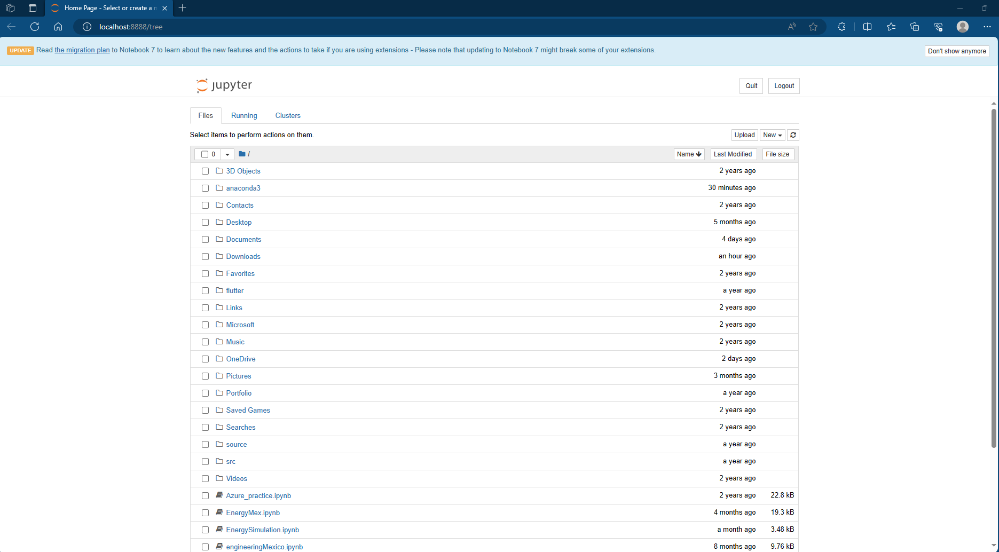 Home Page - Select or create a n
localhost:8888/tree
UPDATE Read the migration plan to Notebook 7 to learn about the new features and the actions to take if you are using extensions - Please note that updating to Notebook 7 might break some of your extensions.
Don't show anymore
jupyter
Quit Logout
Files Running Clusters
Select items to perform actions on them.
Upload New
0 / Name Last Modified File size
3D Objects 2 years ago
anaconda3 30 minutes ago
Contacts 2 years ago
Desktop 5 months ago
Documents 4 days ago
Downloads an hour ago
Favorites 2 years ago
flutter a year ago
Links 2 years ago
Microsoft 2 years ago
Music 2 years ago
OneDrive 2 days ago
Pictures 3 months ago
Portfolio a year ago
Saved Games 2 years ago
Searches 2 years ago
source a year ago
src a year ago
Videos 2 years ago
Azure_practice.ipynb 2 years ago 22.8 kB
EnergyMex.ipynb 4 months ago 19.3 kB
EnergySimulation.ipynb a month ago 3.48 kB
engineeringMexico.ipynb 8 months ago 9.76 kB